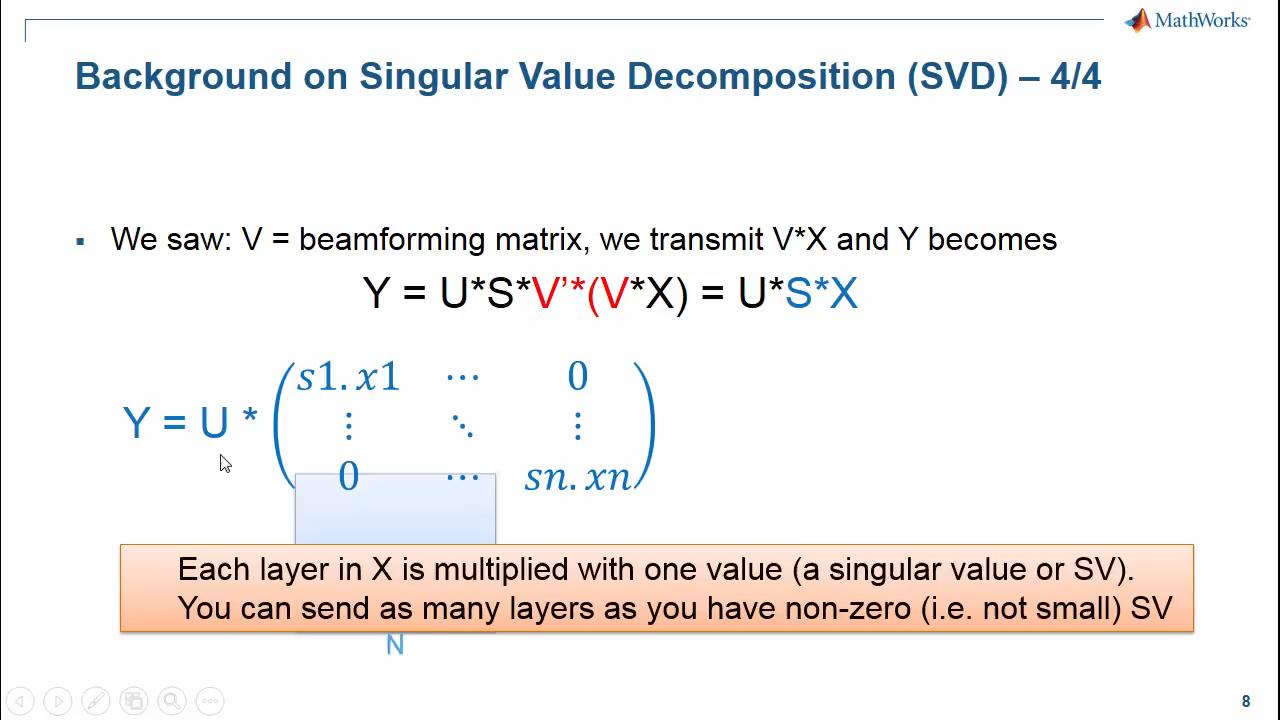 MathWorks®
Background on Singular Value Decomposition (SVD) – 4/4
▪ We saw: V = beamforming matrix, we transmit V*X and Y becomes
Y = U*S*V’*(V*X) = U*S*X
s1.x1 ⋯ 0
Y = U * ⋮ ⋱ ⋮
0 ⋯ sn.xn
Each layer in X is multiplied with one value (a singular value or SV).
You can send as many layers as you have non-zero (i.e. not small) SV
N
8